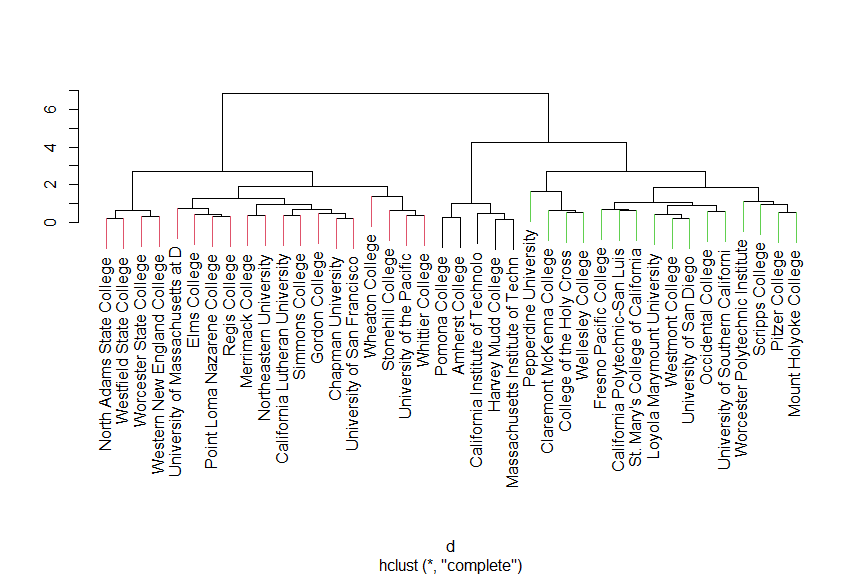 6
4
2
0
North Adams State College
Westfield State College
Worcester State College
Western New England College
University of Massachusetts at D
Elms College
Point Loma Nazarene College
Regis College
Merrimack College
Northeastern University
California Lutheran University
Simmons College
Gordon College
Chapman University
University of San Francisco
Wheaton College
Stonehill College
University of the Pacific
Whittier College
Pomona College
Amherst College
California Institute of Technolo
Harvey Mudd College
Massachusetts Institute of Techn
Pepperdine University
Claremont McKenna College
College of the Holy Cross
Wellesley College
Fresno Pacific College
California Polytechnic-San Luis
St. Mary's College of California
Loyola Marymount University
Westmont College
University of San Diego
Occidental College
University of Southern Californi
Worcester Polytechnic Institute
Scripps College
Pitzer College
Mount Holyoke College
d
hclust (*, "complete")